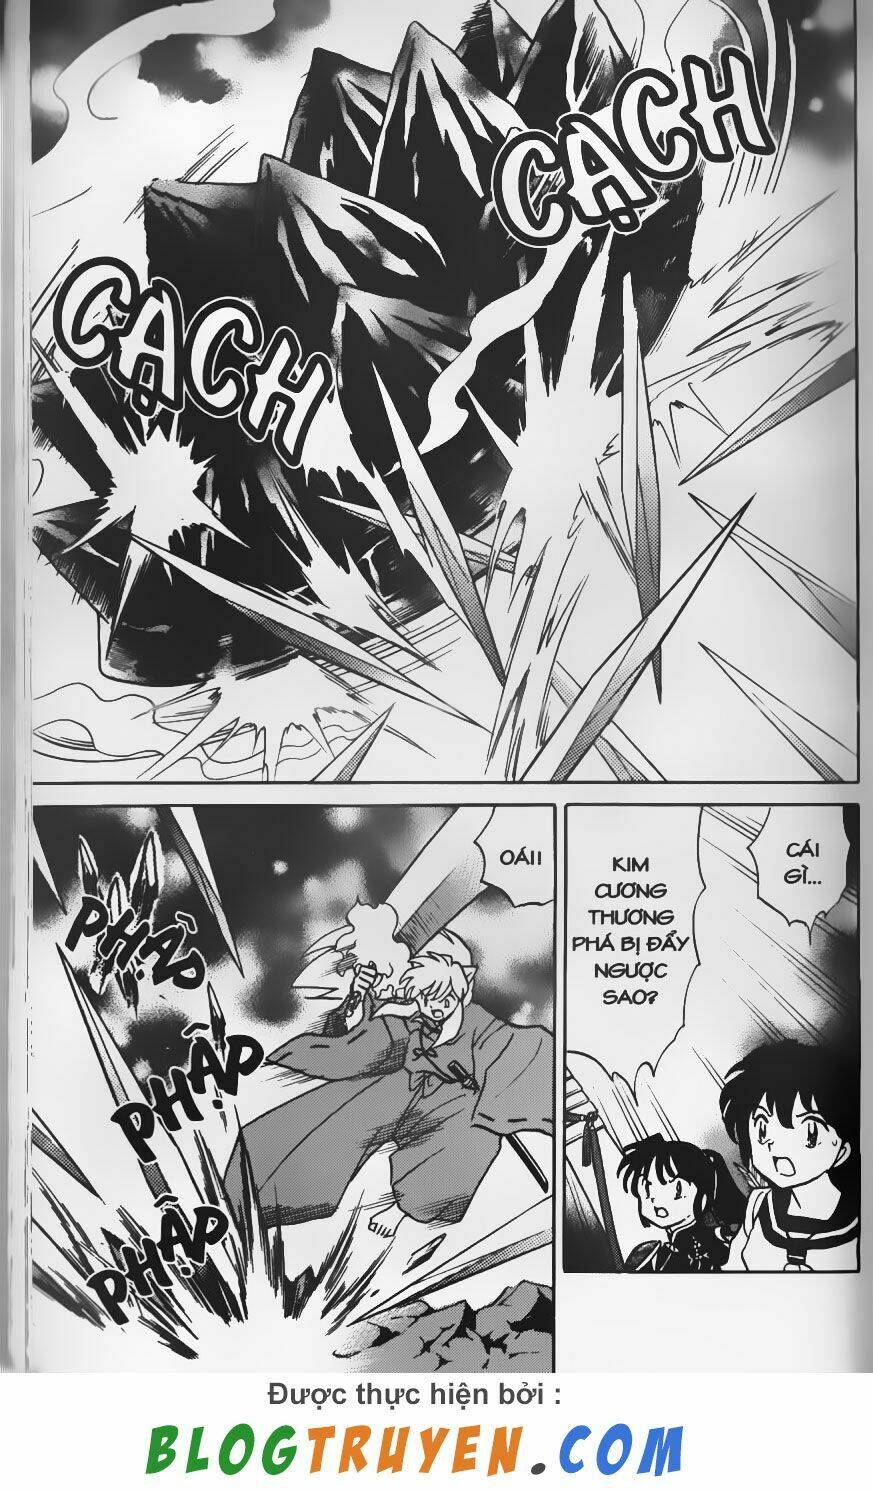 CẠCH
CẠCH
CÁI
GÌ...
KIM
CƯƠNG
THƯƠNG
PHÁ BỊ ĐẨY
NGƯỢC
SAO?
OÁI!
PHẬP
PHẬP
PHẬP
Được thực hiện bởi :
BLOGTRUYEN.COM